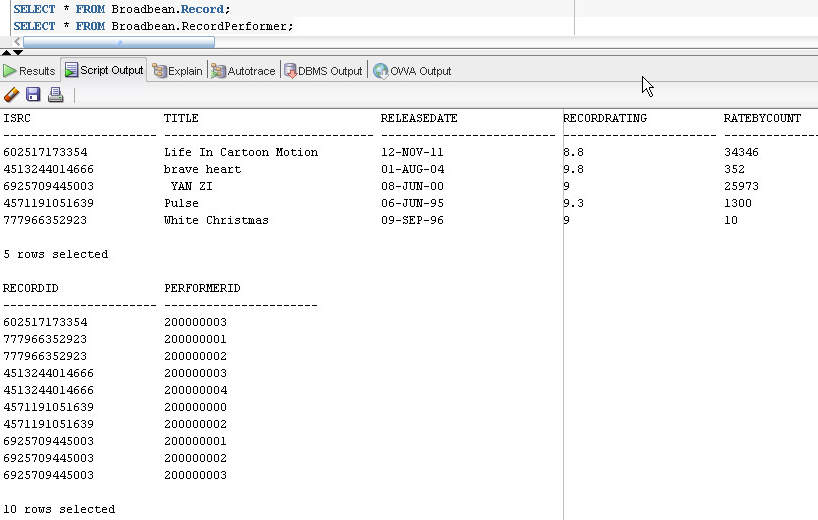 SELECT * FROM Broadbean.Record;
SELECT * FROM Broadbean.RecordPerformer;
Results Script Output Explain Autotrace DBMS Output OWA Output
ISRC TITLE RELEASEDATE RECORDRATING RATEBYCOUNT
---------------------- ------------------------------ ------------------------- ---------------------- ----------------------
602517173354 Life In Cartoon Motion 12-NOV-11 8.8 34346
4513244014666 brave heart 01-AUG-04 9.8 352
6925709445003 YAN ZI 08-JUN-00 9 25973
4571191051639 Pulse 06-JUN-95 9.3 1300
777966352923 White Christmas 09-SEP-96 9 10
5 rows selected
RECORDID PERFORMERID
---------------------- ----------------------
602517173354 200000003
777966352923 200000001
777966352923 200000002
4513244014666 200000003
4513244014666 200000004
4571191051639 200000000
4571191051639 200000002
6925709445003 200000001
6925709445003 200000002
6925709445003 200000003
10 rows selected